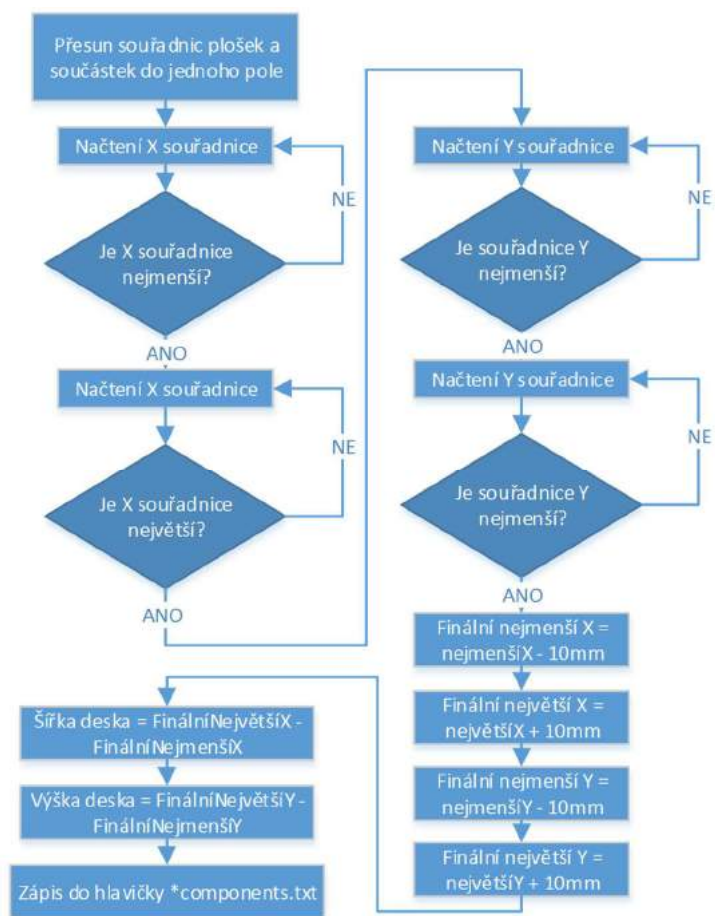 Přesun souřadnic plošek a
součástek do jednoho pole
Načtení X souřadnice
NE
Je X souřadnice
nejmenší?
ANO
Načtení X souřadnice
NE
Je X souřadnice
největší?
ANO
Načtení Y souřadnice
NE
Je souřadnice Y
nejmenší?
ANO
Načtení Y souřadnice
NE
Je souřadnice Y
nejmenší?
ANO
Finální nejmenší X =
nejmenšíX - 10mm
Finální největší X =
největšíX + 10mm
Finální nejmenší Y =
nejmenšíY - 10mm
Finální největší Y =
největšíY + 10mm
Šířka deska = FinálníNejvětšíX -
FinálníNejmenšíX
Výška deska = FinálníNejvětšíY -
FinálníNejmenšíY
Zápis do hlavičky *components.txt